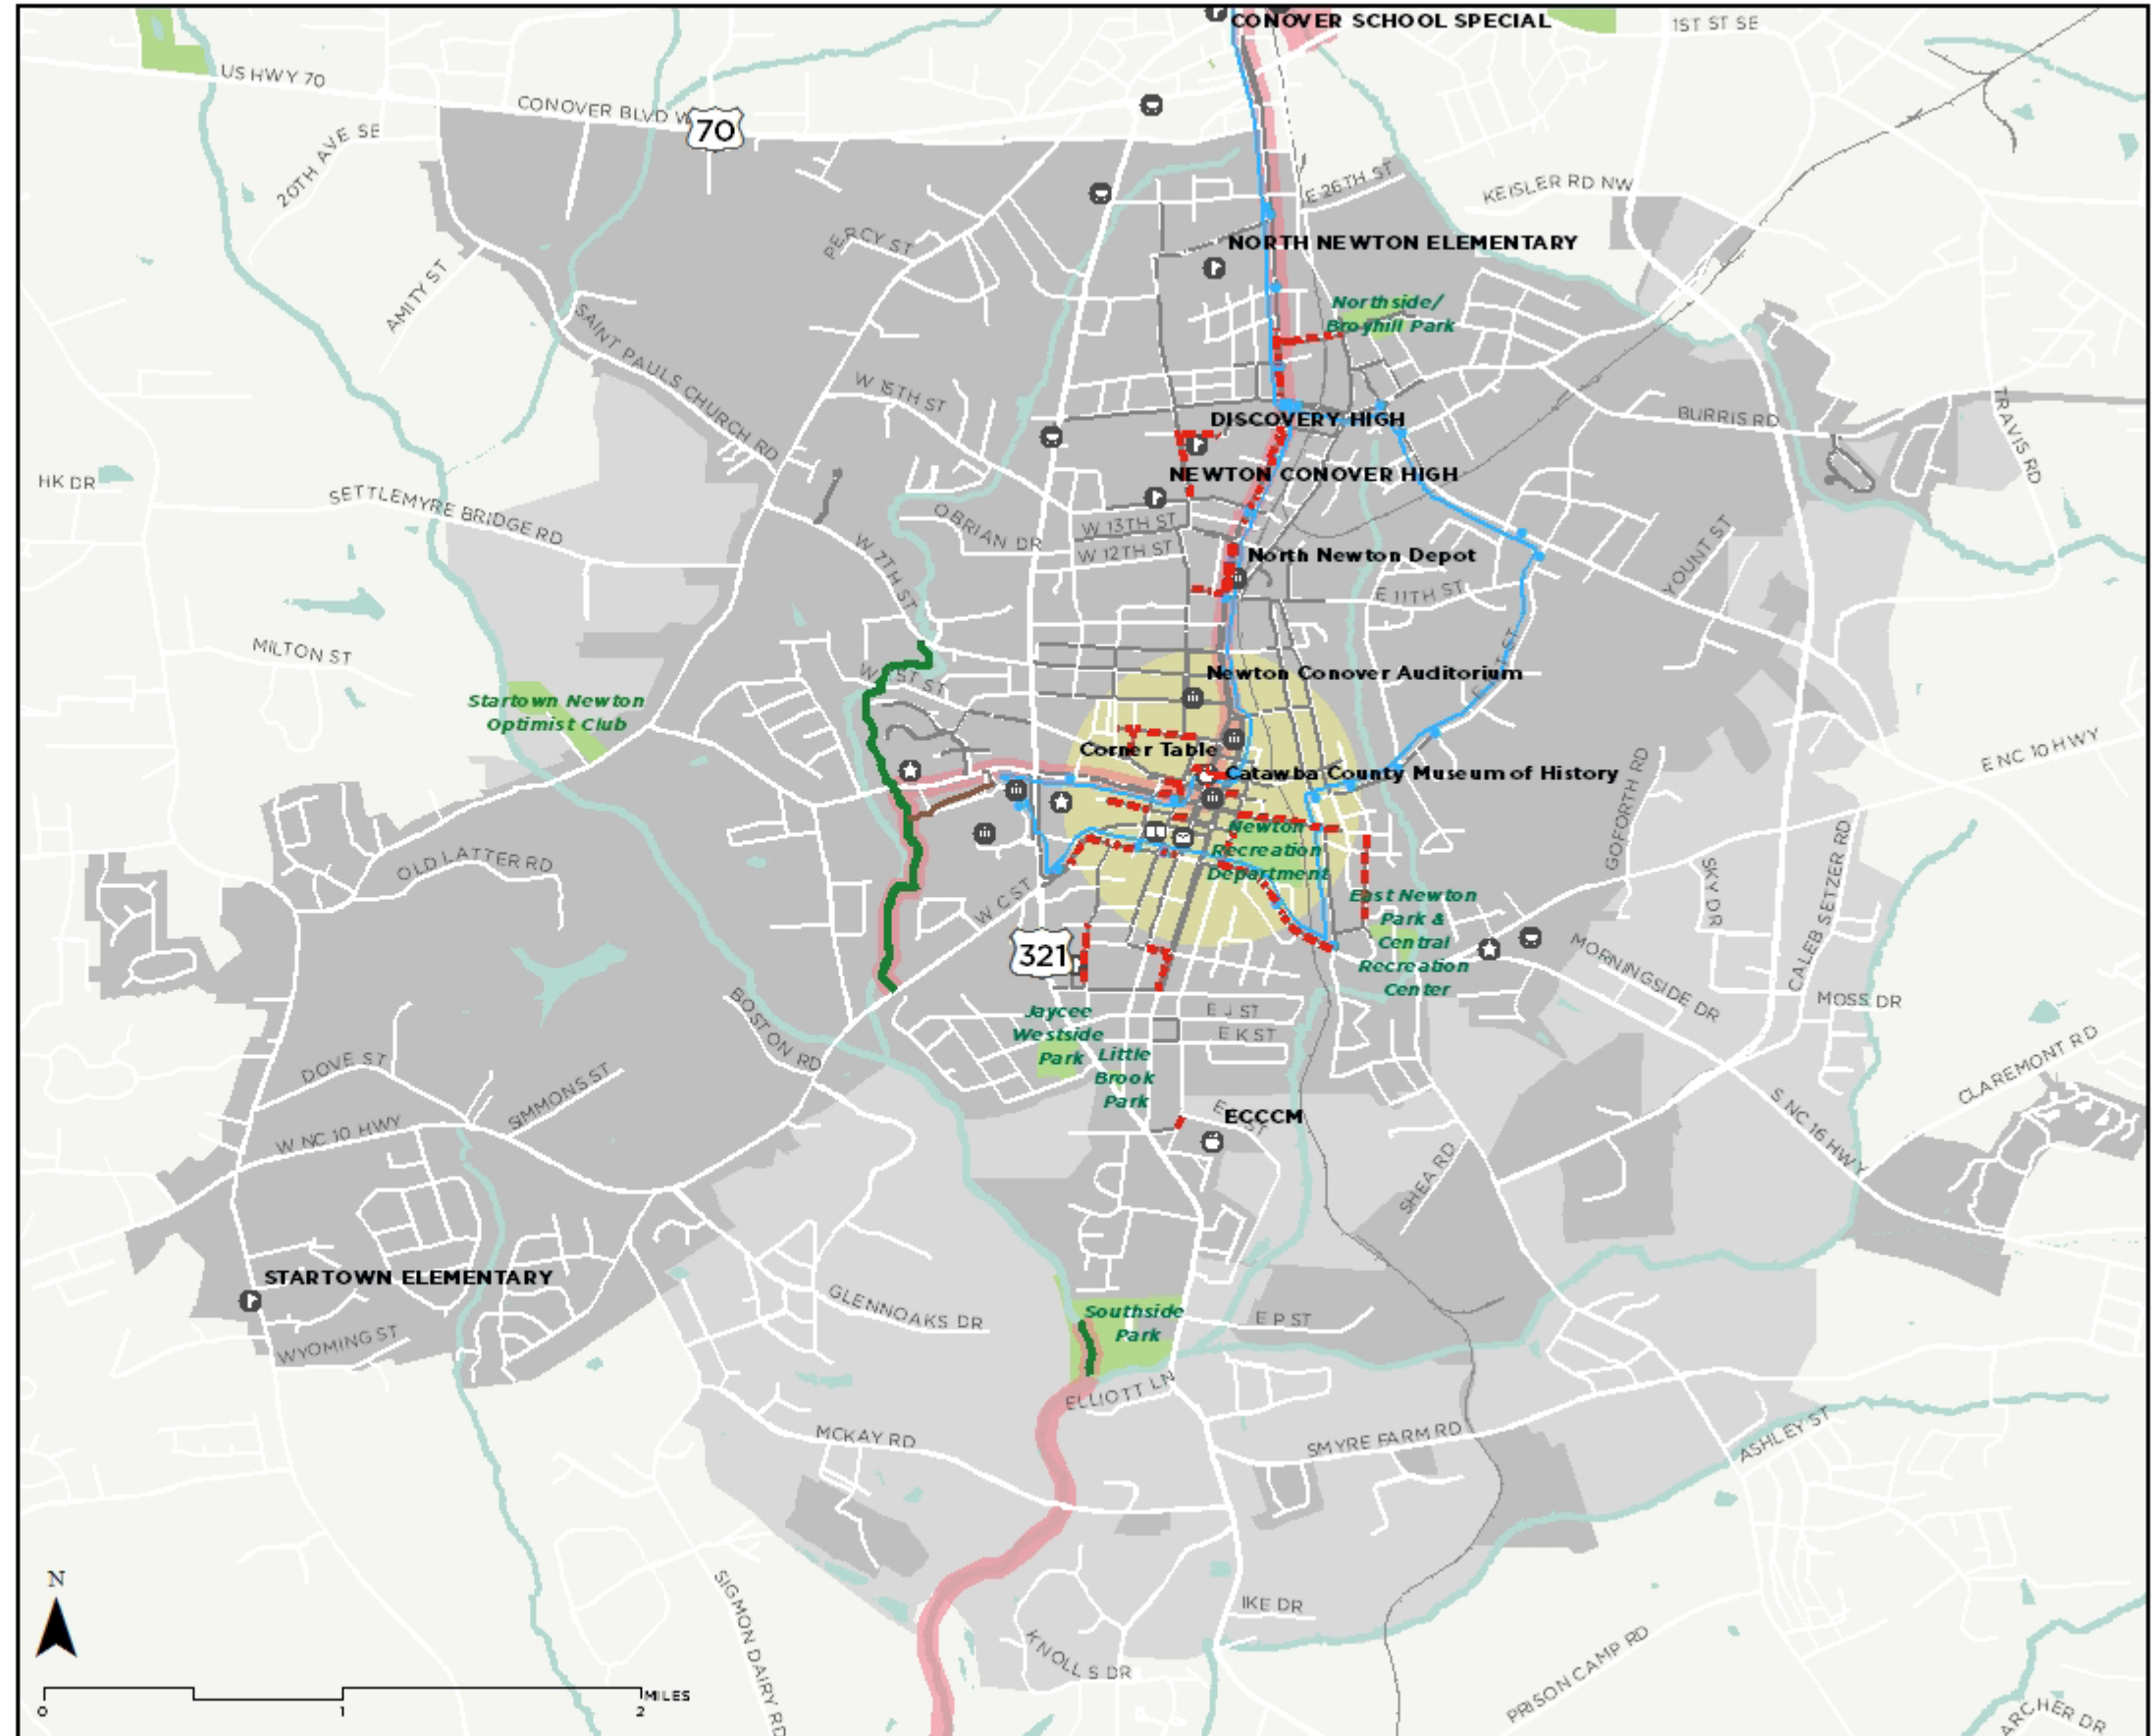 CONOVER SCHOOL SPECIAL
1ST ST SE
US HWY 70
CONOVER BLVD W
70
20TH AVE SE
E 26TH ST
KEISLER RD NW
PERCY ST
NORTH NEWTON ELEMENTARY
AMITY ST
Northside/
Broyhill Park
SAINT PAULS CHURCH RD
W 15TH ST
DISCOVERY HIGH
BURRIS RD
TRAVIS RD
NEWTON CONOVER HIGH
HK DR
SETTLEMYRE BRIDGE RD
OBRIAN DR
W 13TH ST
W 12TH ST
North Newton Depot
YOUNT ST
W 7TH ST
E 11TH ST
MILTON ST
Newton Conover Auditorium
Startown Newton
Optimist Club
Corner Table
E NC 10 HWY
Catawba County Museum of History
GOFORTH RD
Newton
Recreation
Department
OLD LATTER RD
SKY DR
CALEB SETZER RD
W C ST
East Newton
Park &
Central
Recreation
Center
321
MORNINGSIDE DR
MOSS DR
BOSTON RD
Jaycee
Westside
Park
E J ST
E K ST
Little
Brook
Park
DOVE ST
SIMMONS ST
CLAREMONT RD
W NC 10 HWY
ECCCM
S NC 16 HWY
SHEA RD
STARTOWN ELEMENTARY
GLENNOAKS DR
Southside
Park
E P ST
WYOMING ST
ELLIOTT LN
MCKAY RD
SMYRE FARM RD
ASHLEY ST
N
SIGMON DAIRY RD
IKE DR
KNOLLS DR
PRISON CAMP RD
ARCHER DR
MILES
0 1 2